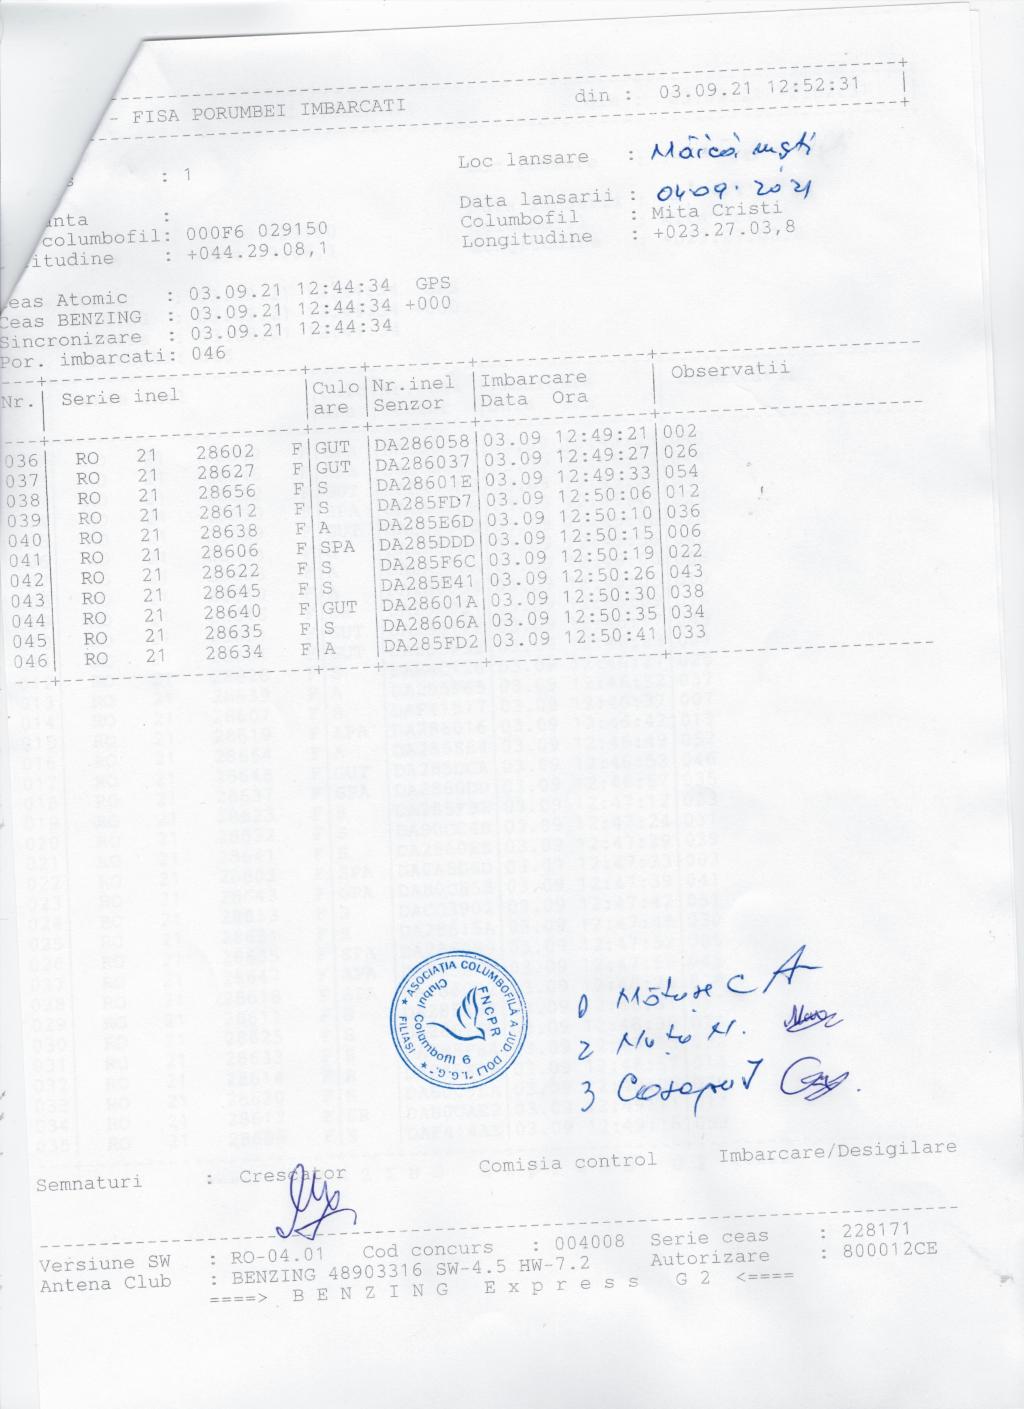 - FISA PORUMBEI IMBARCATI din : 03.09.21 12:52:31
: 1 Loc lansare :
Data lansarii : 04.09.2021
anta : Columbofil : Mita Cristi
columbofil: 000F6 029150 Longitudine : +023.27.03,8
itudine : +044.29.08,1
eas Atomic : 03.09.21 12:44:34 GPS
Ceas BENZING : 03.09.21 12:44:34 +000
Sincronizare : 03.09.21 12:44:34
Por. imbarcati: 046
Nr.| Serie inel |Culoare|Nr.inel Senzor|Imbarcare Data Ora| Observatii
036| RO 21 28602 F|GUT|DA286058|03.09 12:49:21|002
037| RO 21 28627 F|GUT|DA286037|03.09 12:49:27|026
038| RO 21 28656 F|S|DA28601E|03.09 12:49:33|054
039| RO 21 28612 F|S|DA285FD7|03.09 12:50:06|012
040| RO 21 28638 F|A|DA285E6D|03.09 12:50:10|036
041| RO 21 28606 F|SPA|DA285DDD|03.09 12:50:15|006
042| RO 21 28622 F|S|DA285F6C|03.09 12:50:19|022
043| RO 21 28645 F|S|DA285E41|03.09 12:50:26|043
044| RO 21 28640 F|GUT|DA28601A|03.09 12:50:30|038
045| RO 21 28635 F|S|DA28606A|03.09 12:50:35|034
046| RO 21 28634 F|A|DA285FD2|03.09 12:50:41|033
ASOCIAȚIA COLUMBOFILĂ A JUD. DOLJ "I.G.G." * FILIASI *
Clubul Columbofil 9
FNCPR
1
2
3
Semnaturi : Crescator Comisia control Imbarcare/Desigilare
Versiune SW : RO-04.01 Cod concurs : 004008 Serie ceas : 228171
Antena Club : BENZING 48903316 SW-4.5 HW-7.2 Autorizare : 800012CE
====> B E N Z I N G E x p r e s s G 2 <====